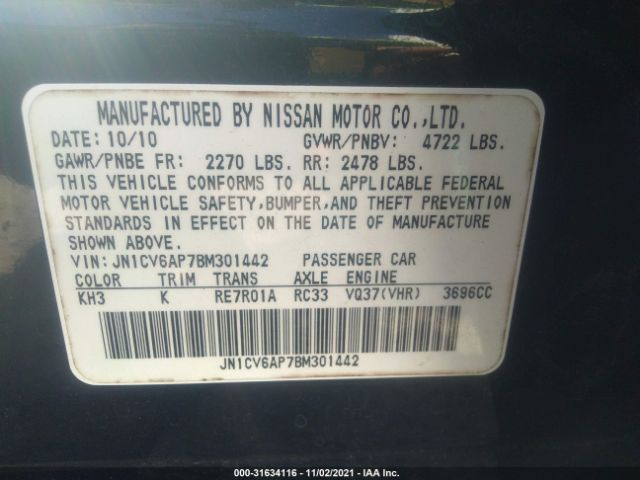 MANUFACTURED BY NISSAN MOTOR CO.,LTD.
DATE: 10/10 GVWR/PNBV: 4722 LBS.
GAWR/PNBE FR: 2270 LBS. RR: 2478 LBS.
THIS VEHICLE CONFORMS TO ALL APPLICABLE FEDERAL
MOTOR VEHICLE SAFETY,BUMPER,AND THEFT PREVENTION
STANDARDS IN EFFECT ON THE DATE OF MANUFACTURE
SHOWN ABOVE.
VIN: JN1CV6AP7BM301442 PASSENGER CAR
COLOR TRIM TRANS AXLE ENGINE
KH3 K RE7R01A RC33 VQ37(VHR) 3696CC
JN1CV6AP7BM301442
000-31634116 - 11/02/2021 - IAA Inc.